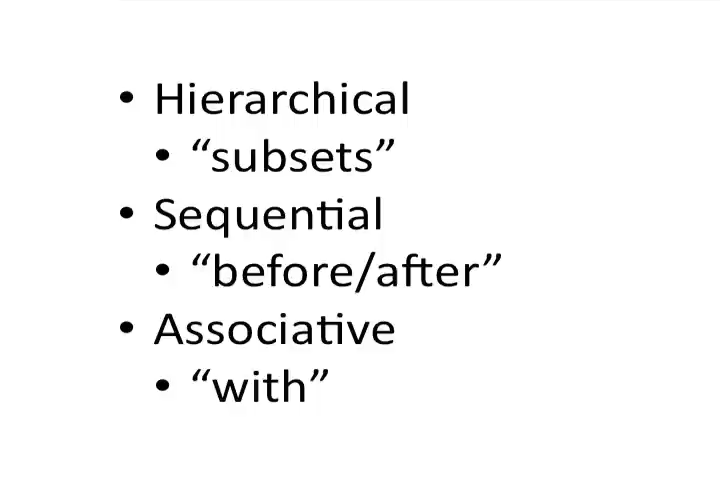 • Hierarchical
• “subsets”
• Sequential
• “before/after”
• Associative
• “with”